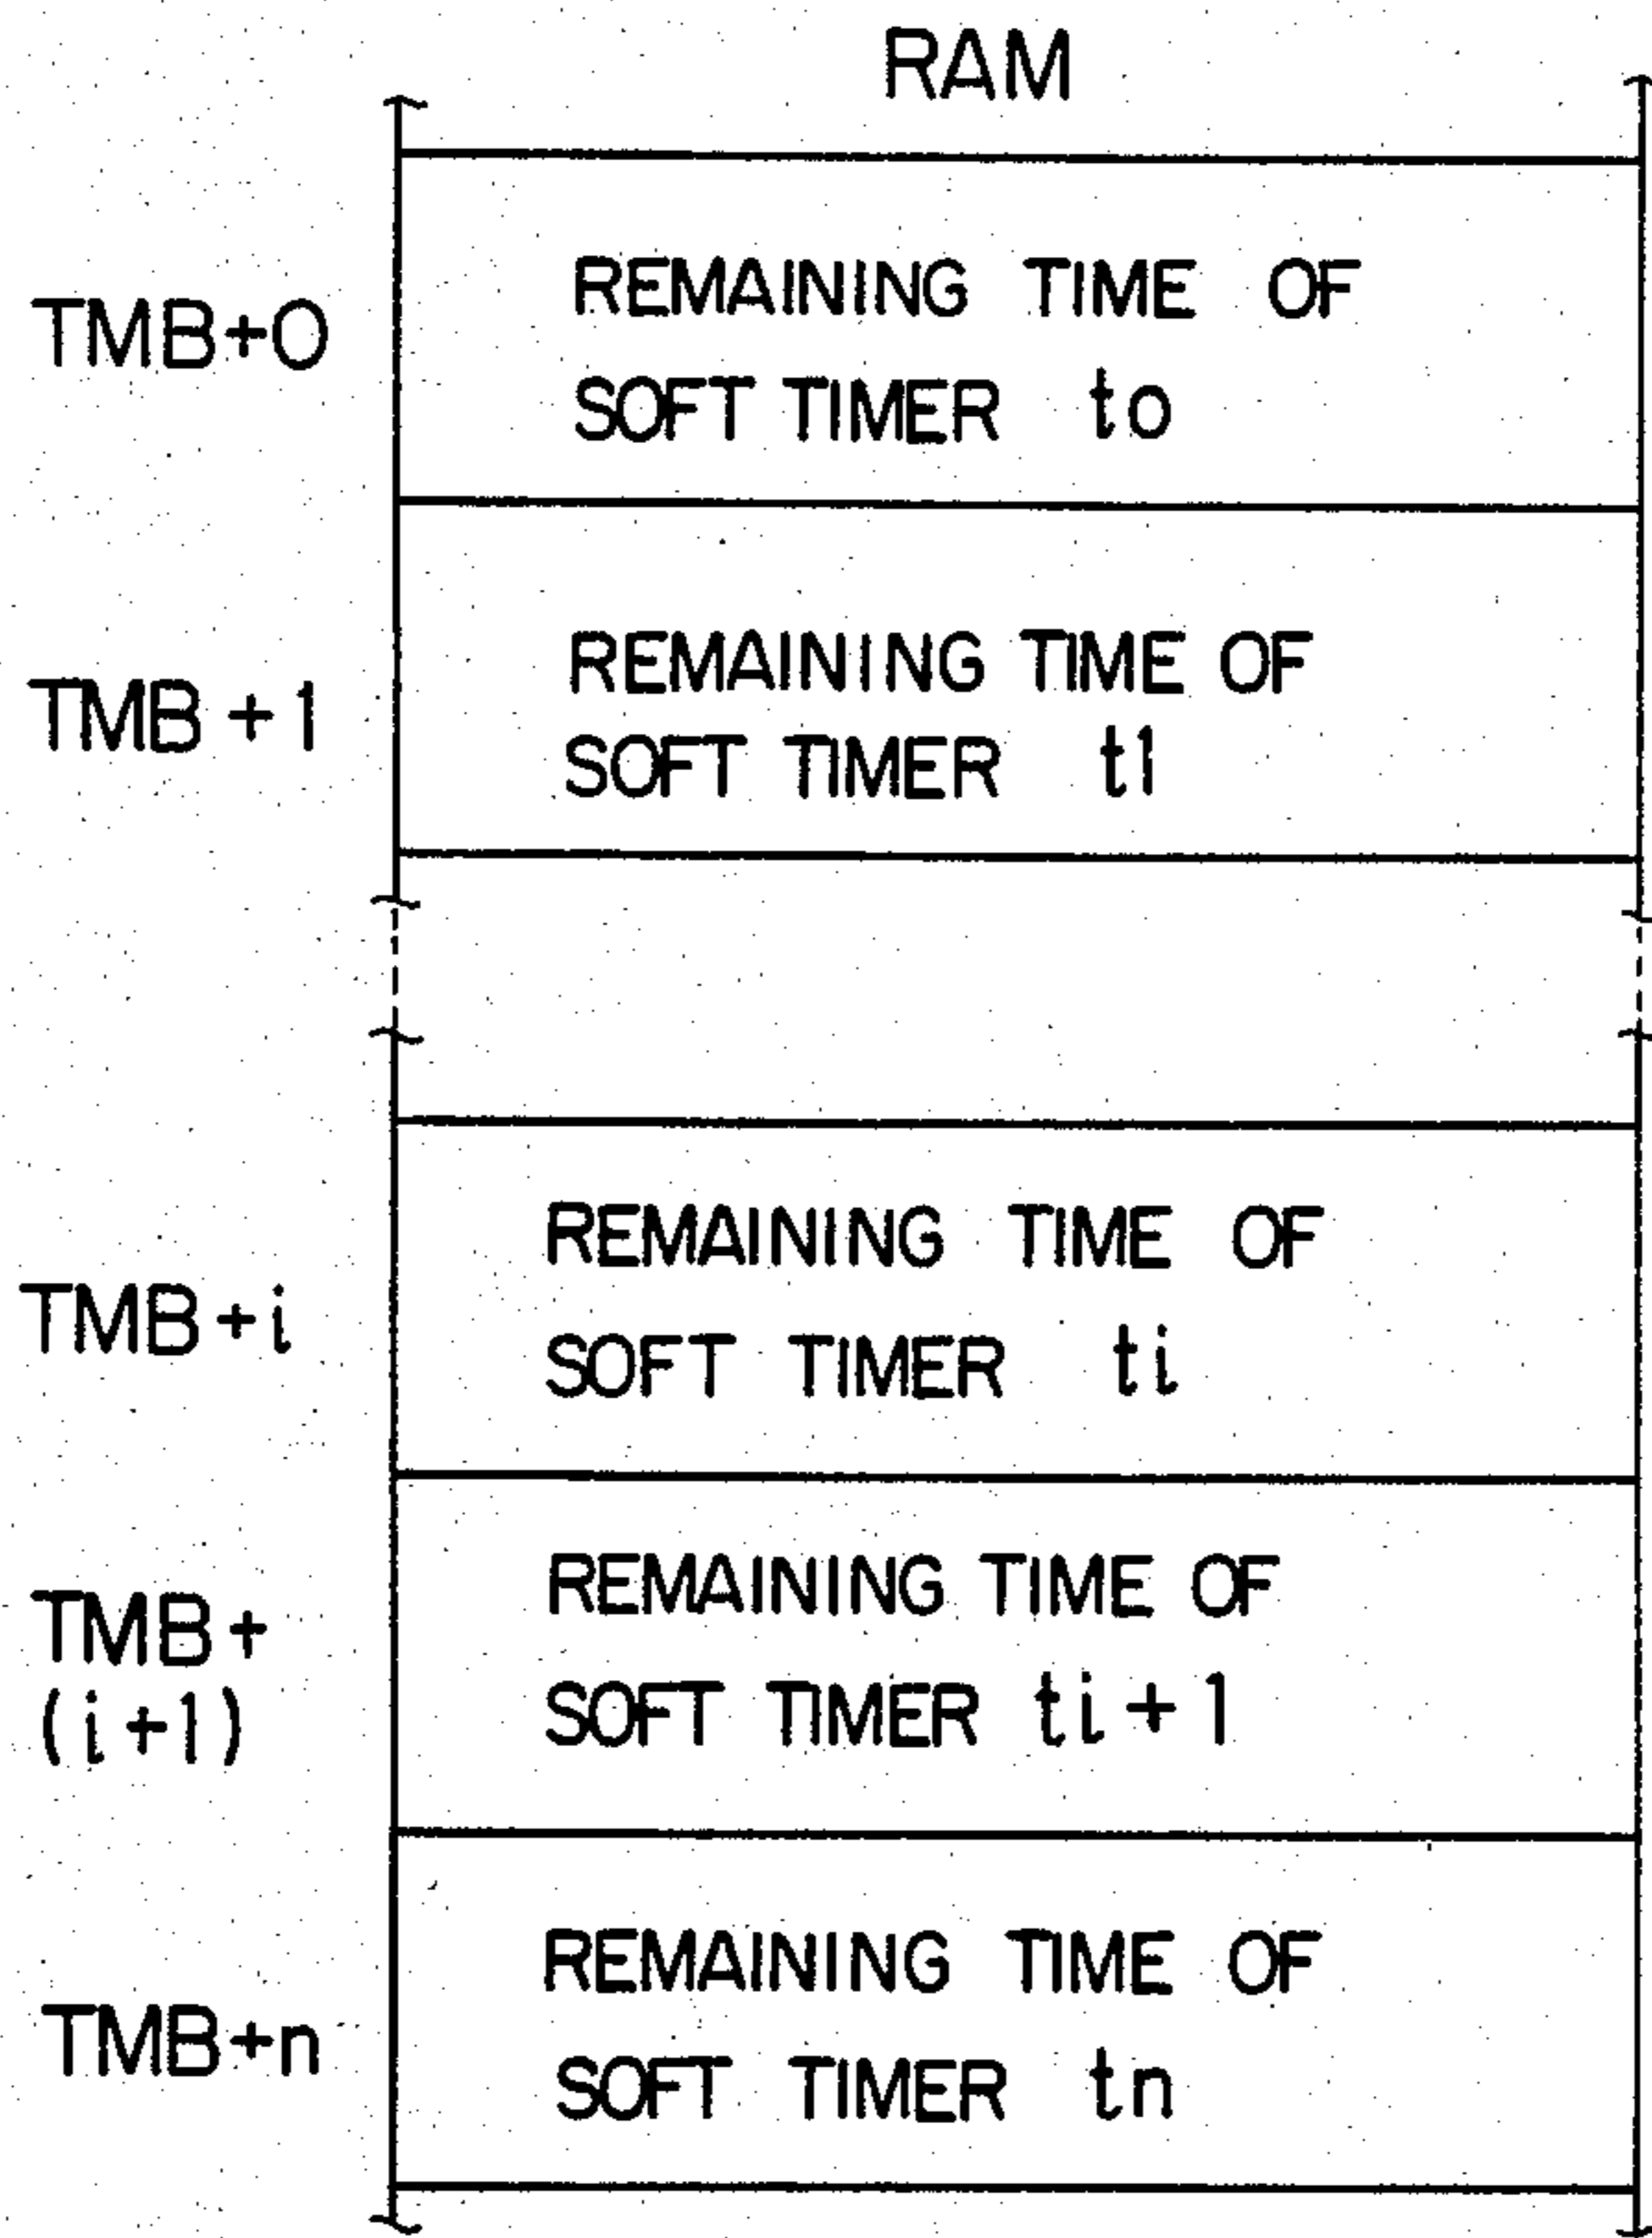 RAM
TMB+0
REMAINING TIME OF
SOFT TIMER to
TMB+1
REMAINING TIME OF
SOFT TIMER t1
TMB+i
REMAINING TIME OF
SOFT TIMER ti
TMB+
(i+1)
REMAINING TIME OF
SOFT TIMER ti+1
TMB+n
REMAINING TIME OF
SOFT TIMER tn